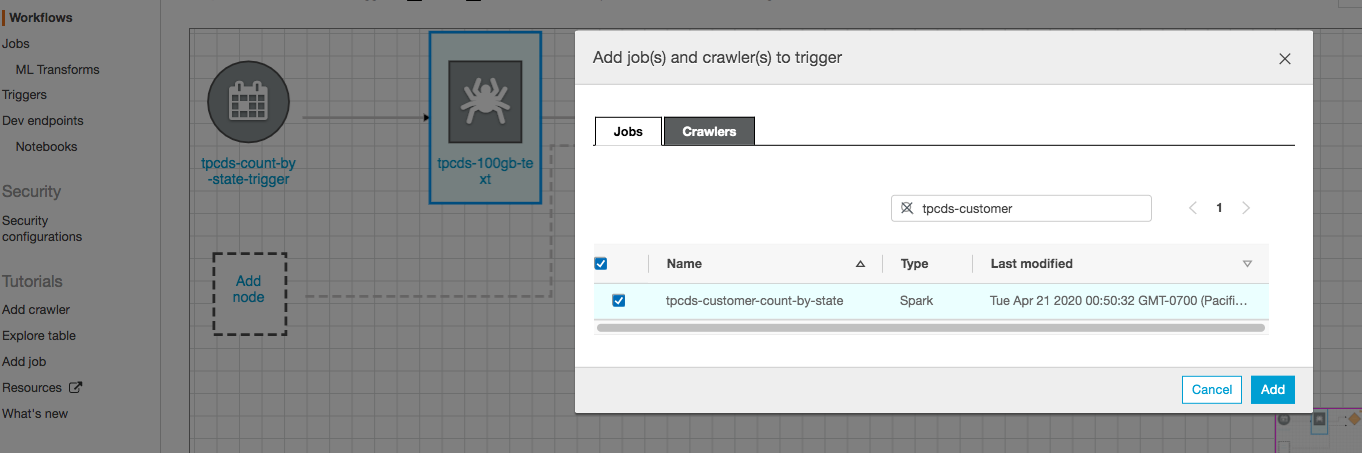 Workflows
Jobs
ML Transforms
Triggers
Dev endpoints
Notebooks
Security
Security
configurations
Tutorials
Add crawler
Explore table
Add job
Resources
What's new
tpcds-count-by
-state-trigger
tpcds-100gb-te
xt
Add
node
Add job(s) and crawler(s) to trigger
Jobs
Crawlers
tpcds-customer
1
Name
Type
Last modified
tpcds-customer-count-by-state
Spark
Tue Apr 21 2020 00:50:32 GMT-0700 (Pacifi...
Cancel
Add